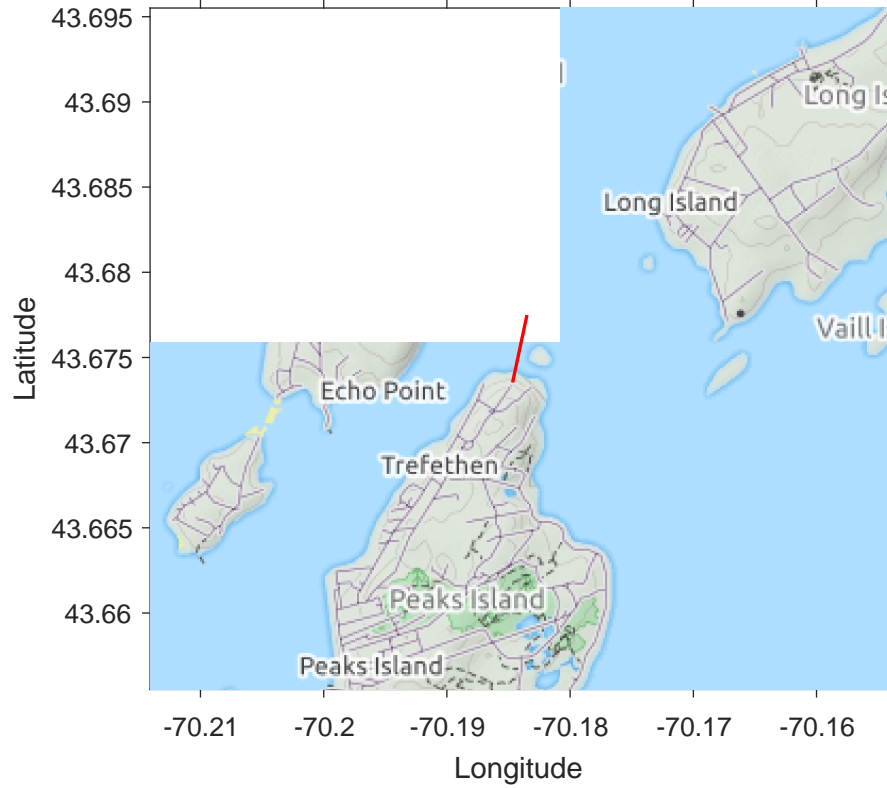 43.695
43.69
Long Is
43.685
Long Island
43.68
Vaill I
43.675
Echo Point
43.67
Trefethen
43.665
Peaks Island
43.66
Peaks Island
-70.21 -70.2 -70.19 -70.18 -70.17 -70.16
Longitude
Latitude